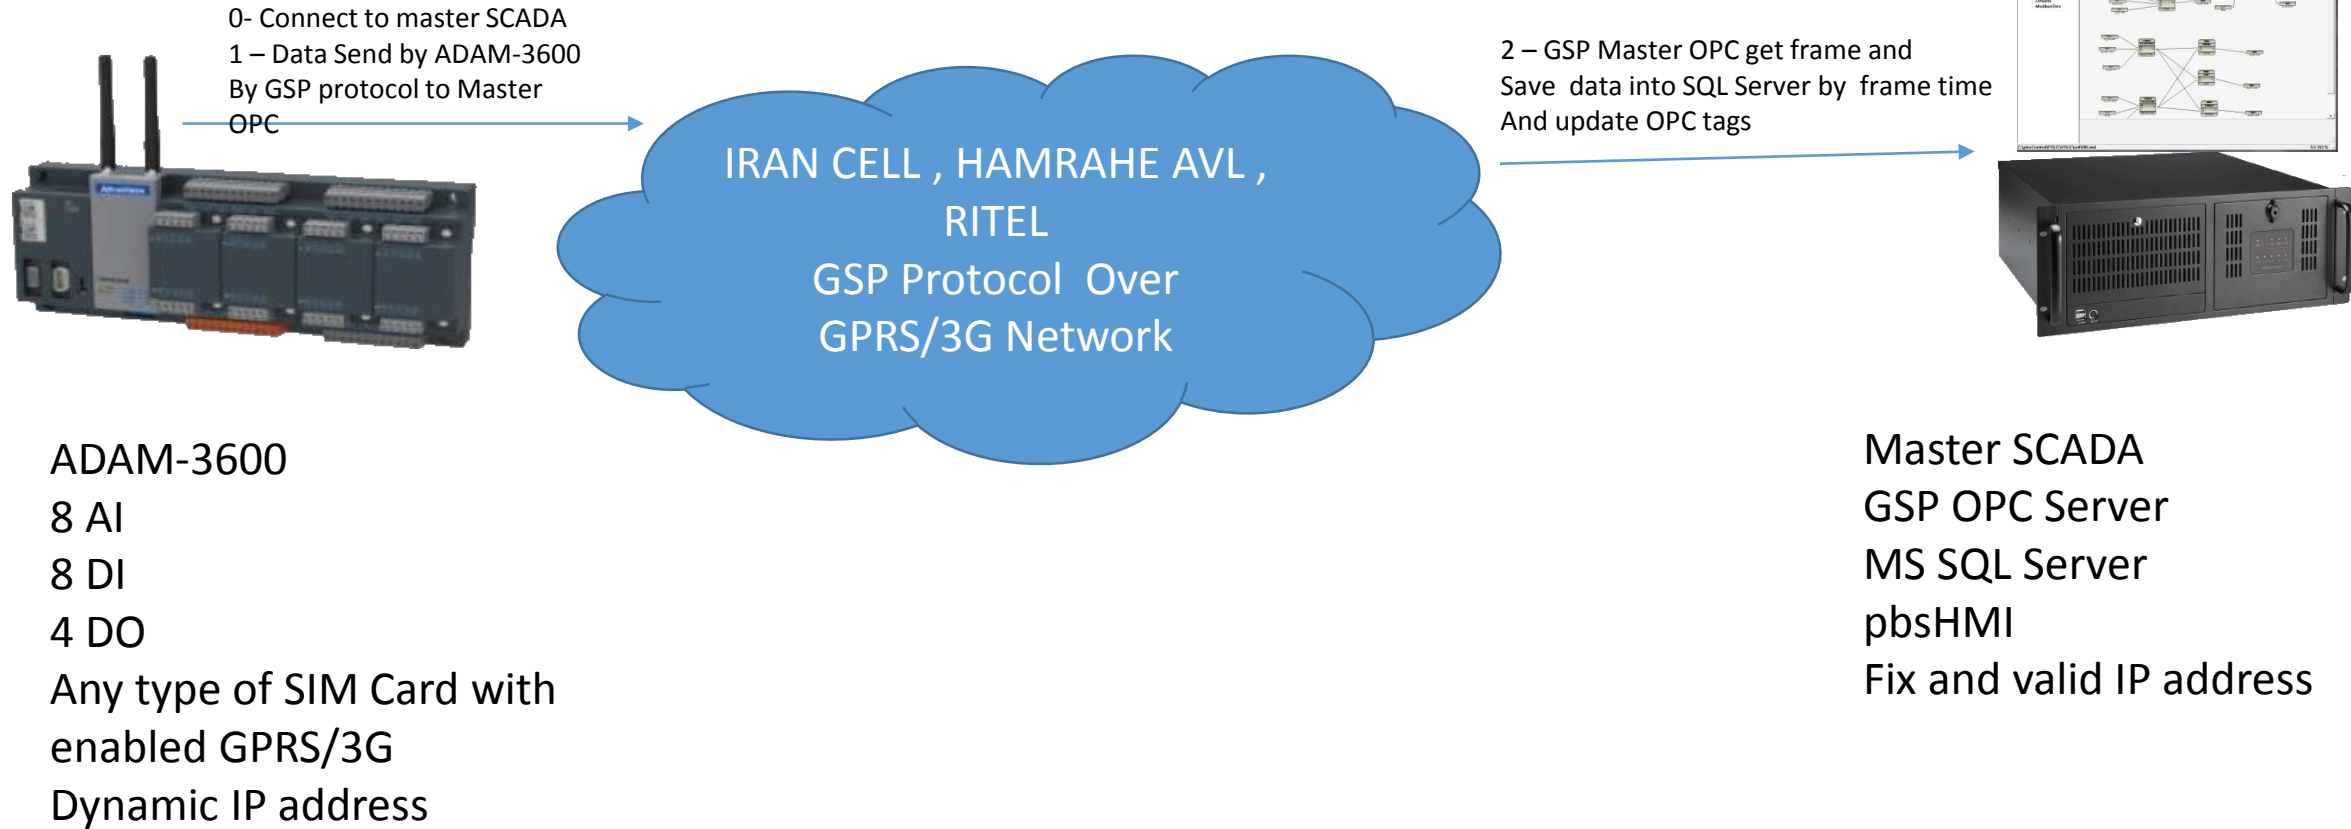 0- Connect to master SCADA
1 – Data Send by ADAM-3600
By GSP protocol to Master
OPC
IRAN CELL , HAMRAHE AVL ,
RITEL
GSP Protocol Over
GPRS/3G Network
2 – GSP Master OPC get frame and
Save data into SQL Server by frame time
And update OPC tags
ADAM-3600
8 AI
8 DI
4 DO
Any type of SIM Card with
enabled GPRS/3G
Dynamic IP address
Master SCADA
GSP OPC Server
MS SQL Server
pbsHMI
Fix and valid IP address